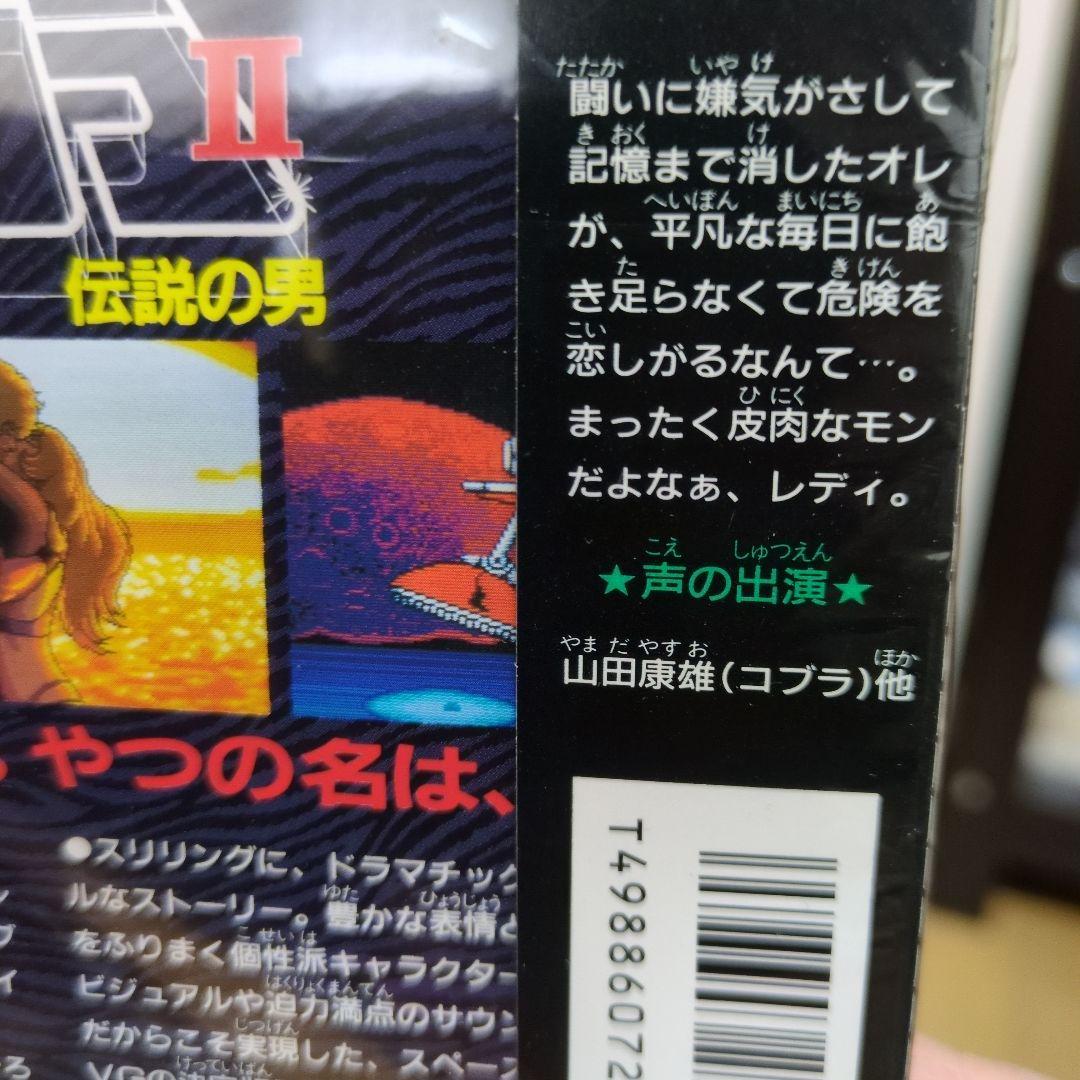 II
伝説の男
やつの名は、
●スリリングに、ドラマチック
ルなストーリー。豊かな表情と
をふりまく個性派キャラクター
ビジュアルや迫力満点のサウン
だからこそ実現した、スペース
闘いに嫌気がさして
記憶まで消したオレ
が、平凡な毎日に飽
き足らなくて危険を
恋しがるなんて…。
まったく皮肉なモン
だよなぁ、レディ。
★声の出演★
山田康雄(コブラ)他
T49886072